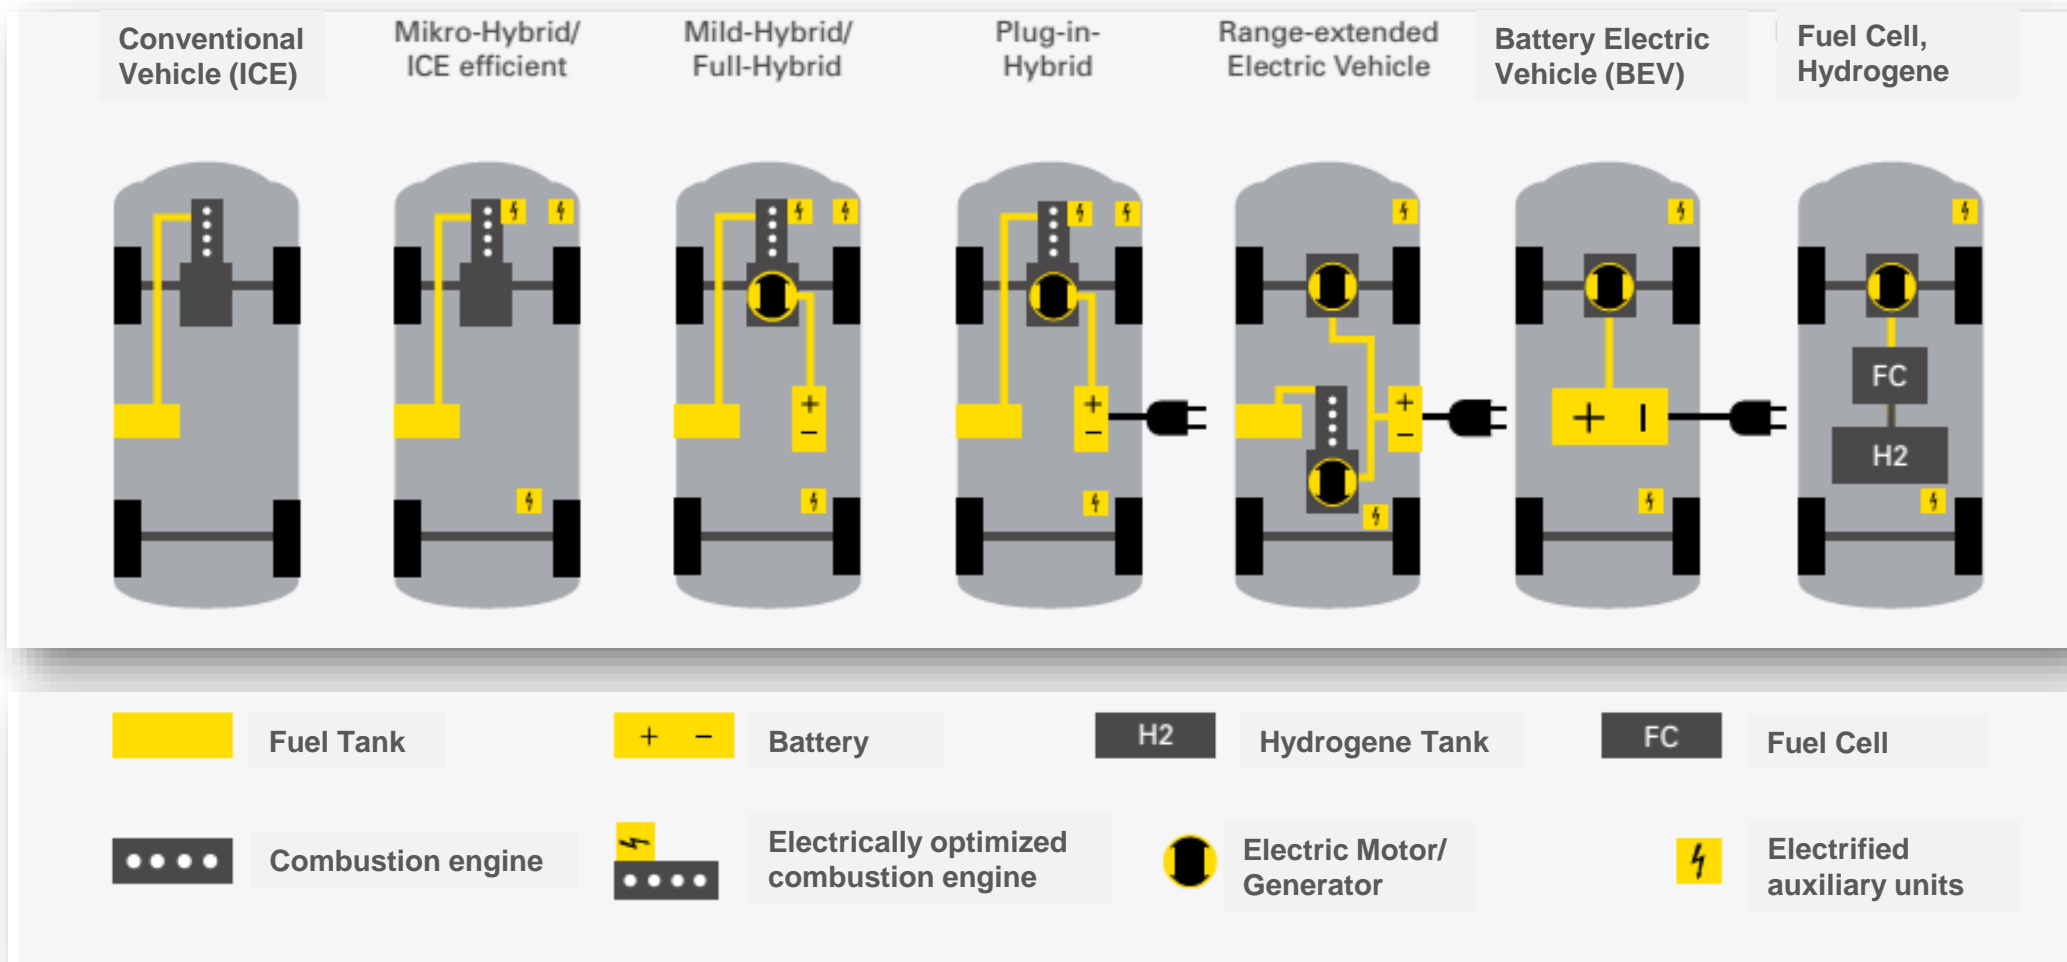 Conventional
Vehicle (ICE)
Mikro-Hybrid/
ICE efficient
Mild-Hybrid/
Full-Hybrid
Plug-in-
Hybrid
Range-extended
Electric Vehicle
Battery Electric
Vehicle (BEV)
Fuel Cell,
Hydrogene
+
−
+
−
+
−
+ −
FC
H2
Fuel Tank
+ −
Battery
H2
Hydrogene Tank
FC
Fuel Cell
Combustion engine
Electrically optimized
combustion engine
Electric Motor/
Generator
Electrified
auxiliary units